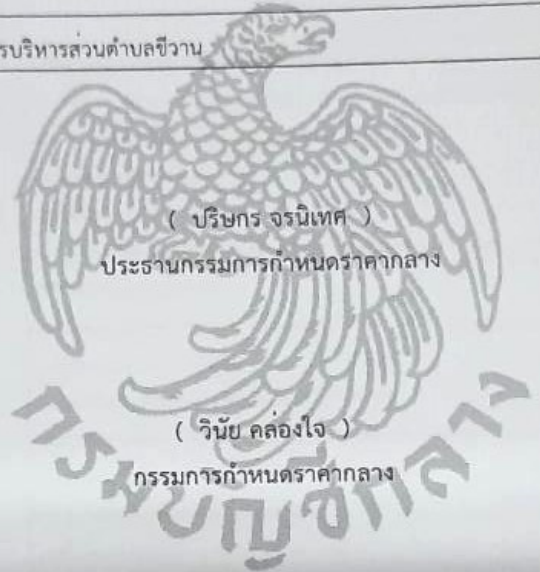 รบริหารส่วนตำบลขีวาน
( ปริษกร จรนิเทศ )
ประธานกรรมการกำหนดราคากลาง
( วินัย คล่องใจ )
กรรมการกำหนดราคากลาง
กรมบัญชีกลาง